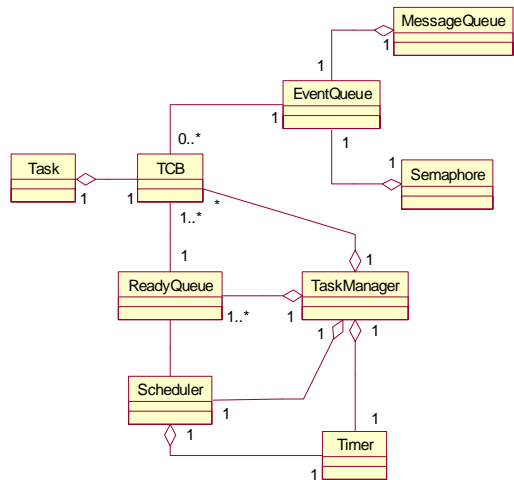 MessageQueue
1
1
EventQueue
1
1
0..*
1
Semaphore
Task
TCB
1
1
1..*
*
1
1
ReadyQueue
TaskManager
1..*
1
1
1
Scheduler
1
1
1
Timer
1